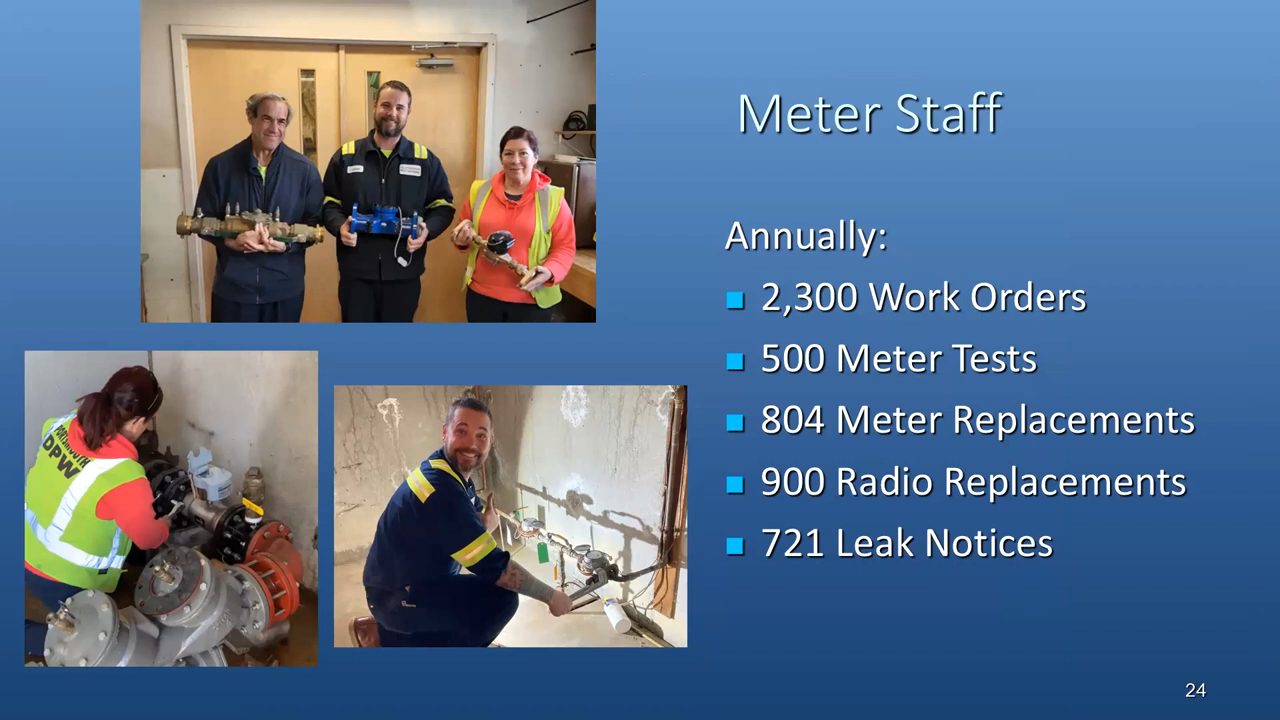 Meter Staff
Annually:
2,300 Work Orders
500 Meter Tests
804 Meter Replacements
900 Radio Replacements
721 Leak Notices
PORTSMOUTH
DPW
24